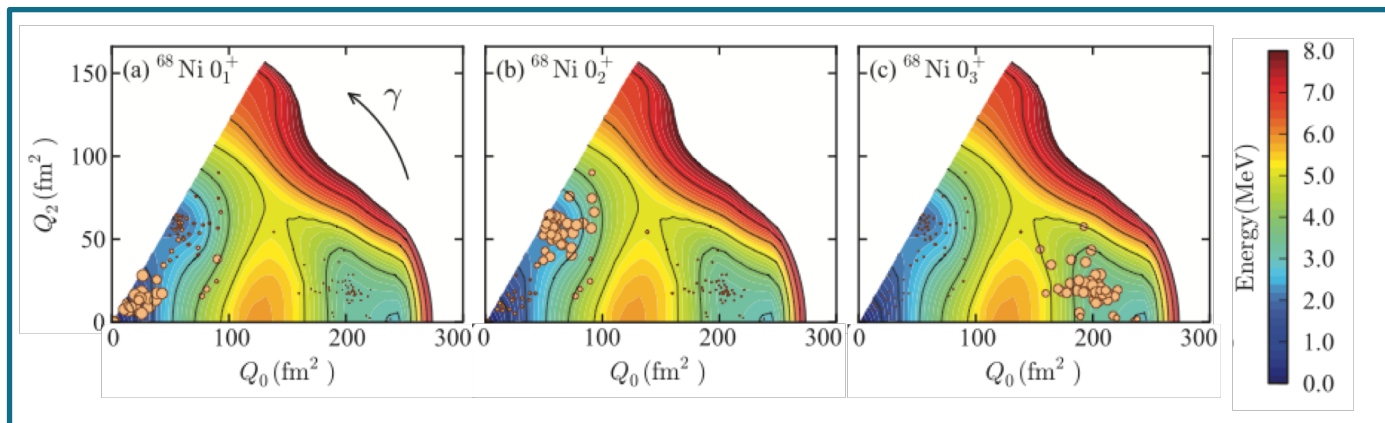 (a) ⁶⁸Ni 0₁⁺
(b) ⁶⁸Ni 0₂⁺
(c) ⁶⁸Ni 0₃⁺
γ
150
100
50
0
Q₂(fm²)
0 100 200 300
0 100 200 300
0 100 200 300
Q₀(fm²)
Q₀(fm²)
Q₀(fm²)
Energy(MeV)
8.0
7.0
6.0
5.0
4.0
3.0
2.0
1.0
0.0